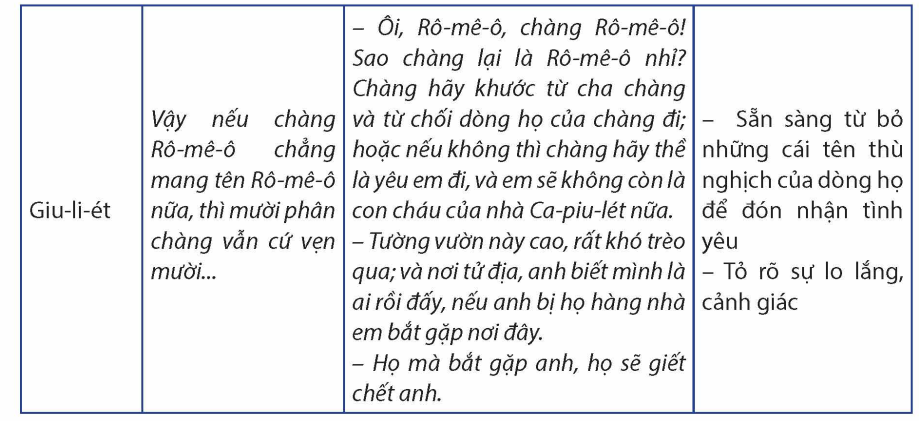 Giu-li-ét
Vậy nếu chàng
Rô-mê-ô chẳng
mang tên Rô-mê-ô
nữa, thì mười phân
chàng vẫn cứ vẹn
mười...
– Ôi, Rô-mê-ô, chàng Rô-mê-ô!
Sao chàng lại là Rô-mê-ô nhỉ?
Chàng hãy khước từ cha chàng
và từ chối dòng họ của chàng đi;
hoặc nếu không thì chàng hãy thề
là yêu em đi, và em sẽ không còn là
con cháu của nhà Ca-piu-lét nữa.
– Tường vườn này cao, rất khó trèo
qua; và nơi tử địa, anh biết mình là
ai rồi đấy, nếu anh bị họ hàng nhà
em bắt gặp nơi đây.
– Họ mà bắt gặp anh, họ sẽ giết
chết anh.
– Sẵn sàng từ bỏ
những cái tên thù
nghịch của dòng họ
để đón nhận tình
yêu
– Tỏ rõ sự lo lắng,
cảnh giác